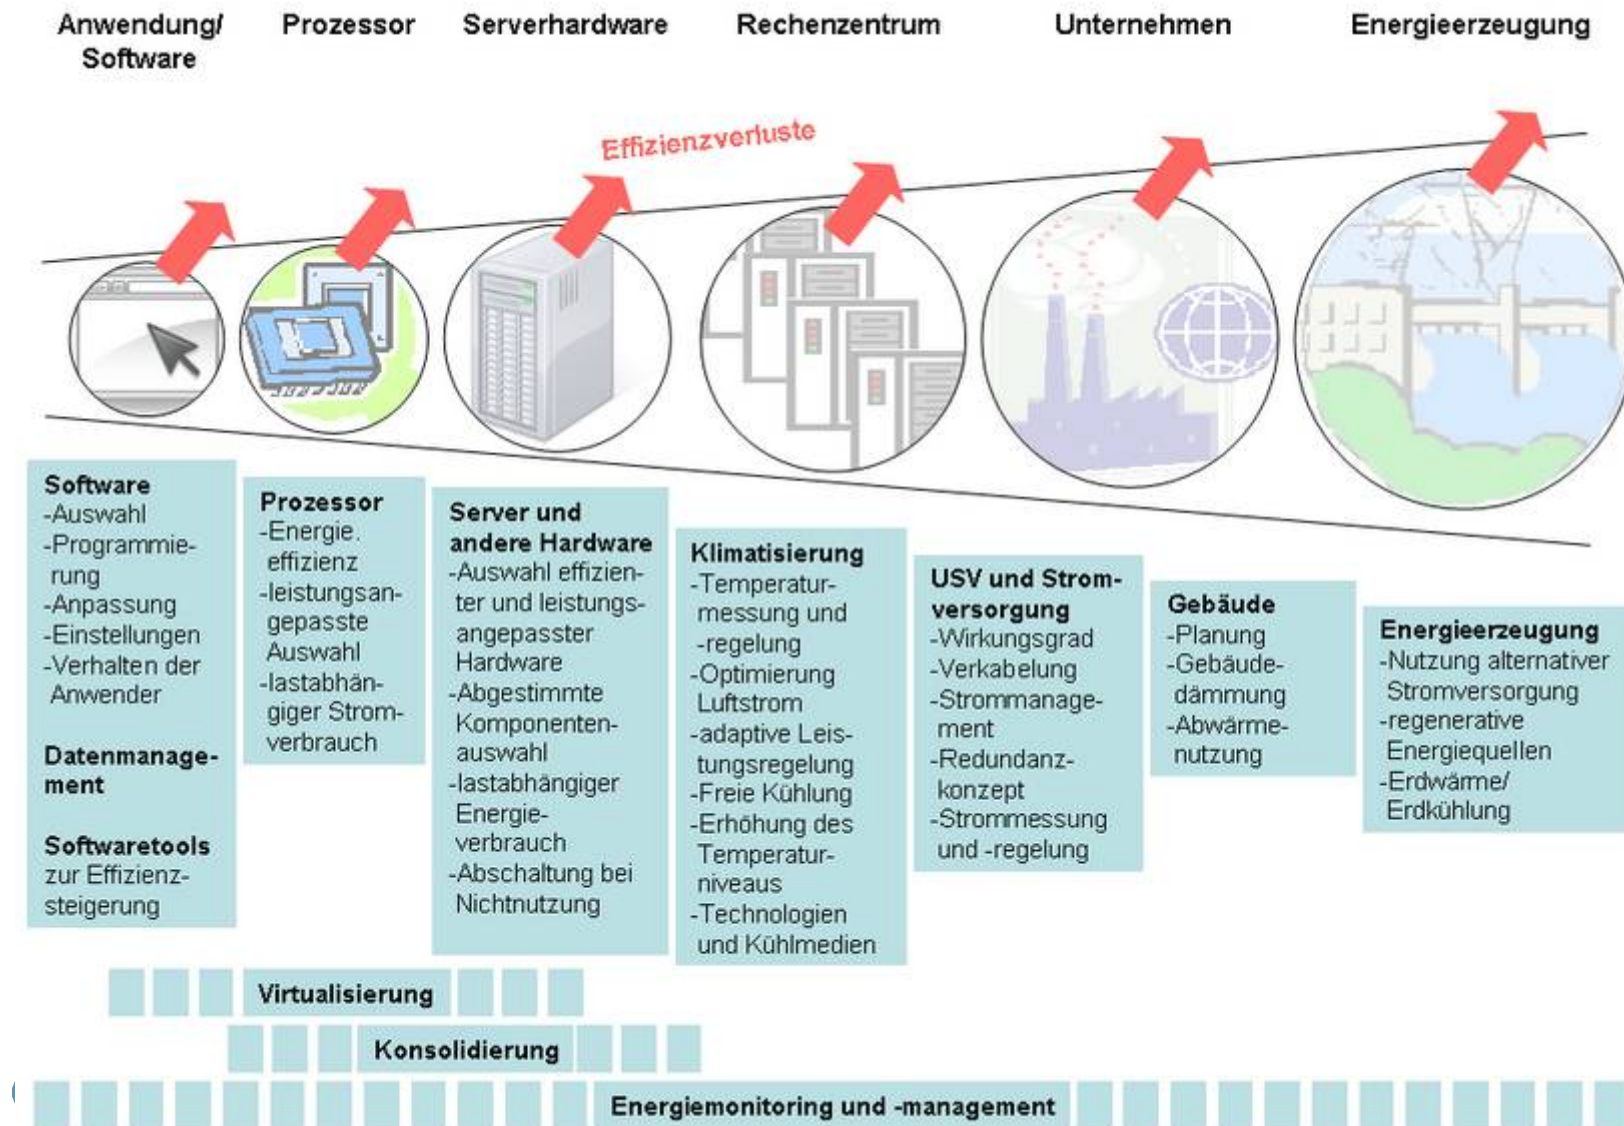 Anwendung/
Software
Prozessor
Serverhardware
Rechenzentrum
Unternehmen
Energieerzeugung
Effizienzverluste
Software
-Auswahl
-Programmie-
rung
-Anpassung
-Einstellungen
-Verhalten der
Anwender
Datenmanage-
ment
Softwaretools
zur Effizienz-
steigerung
Prozessor
-Energie.
effizienz
-leistungsan-
gepasste
Auswahl
-lastabhän-
giger Strom-
verbrauch
Server und
andere Hardware
-Auswahl effizien-
ter und leistungs-
angepasster
Hardware
-Abgestimmte
Komponenten-
auswahl
-lastabhängiger
Energie-
verbrauch
-Abschaltung bei
Nichtnutzung
Klimatisierung
-Temperatur-
messung und
-regelung
-Optimierung
Luftstrom
-adaptive Leis-
tungsregelung
-Freie Kühlung
-Erhöhung des
Temperatur-
niveaus
-Technologien
und Kühlmedien
USV und Strom-
versorgung
-Wirkungsgrad
-Verkabelung
-Strommanage-
ment
-Redundanz-
konzept
-Strommessung
und -regelung
Gebäude
-Planung
-Gebäude-
dämmung
-Abwärme-
nutzung
Energieerzeugung
-Nutzung alternativer
Stromversorgung
-regenerative
Energiequellen
-Erdwärme/
Erdkühlung
Virtualisierung
Konsolidierung
Energiemonitoring und -management